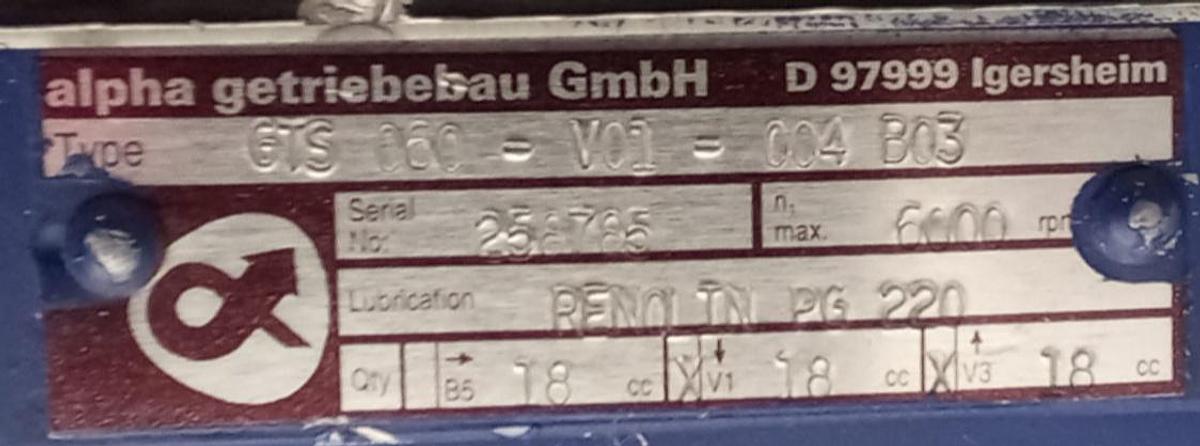 alpha getriebebau GmbH D 97999 Igersheim
Type GTS 060 - V01 - 004 B03
Serial No: n1 max. 6000 rpm
Lubrication RENOLIN PG 220
Qty B5 → 18 cc X V1 ↓ 18 cc X V3 ↑ 18 cc